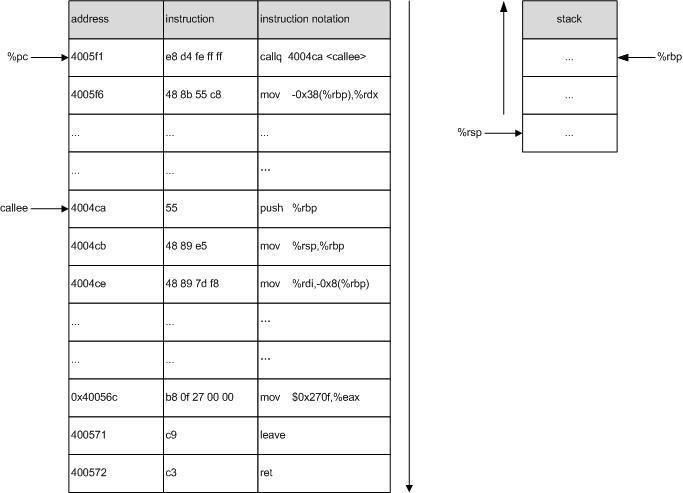 address instruction instruction notation stack
%pc 4005f1 e8 d4 fe ff ff callq 4004ca <callee> ... %rbp
4005f6 48 8b 55 c8 mov -0x38(%rbp),%rdx ...
... ... ... %rsp ...
... ... ...
callee 4004ca 55 push %rbp
4004cb 48 89 e5 mov %rsp,%rbp
4004ce 48 89 7d f8 mov %rdi,-0x8(%rbp)
... ... ...
... ... ...
0x40056c b8 0f 27 00 00 mov $0x270f,%eax
400571 c9 leave
400572 c3 ret